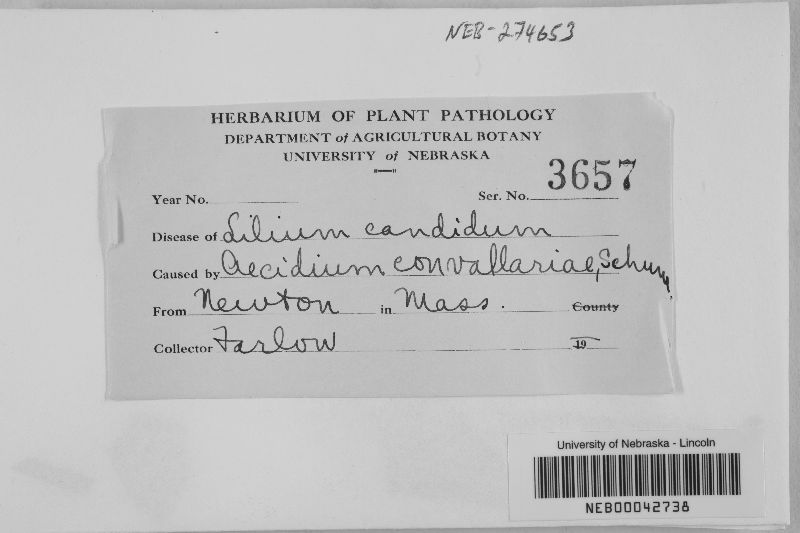 NEB-274653
HERBARIUM OF PLANT PATHOLOGY
DEPARTMENT of AGRICULTURAL BOTANY
UNIVERSITY of NEBRASKA
Year No. Ser. No. 3657
Disease of Lilium candidum
Caused by Aecidium convallariae, Schum.
From Newton in Mass. County
Collector Farlow 19
University of Nebraska - Lincoln
NEB00042738